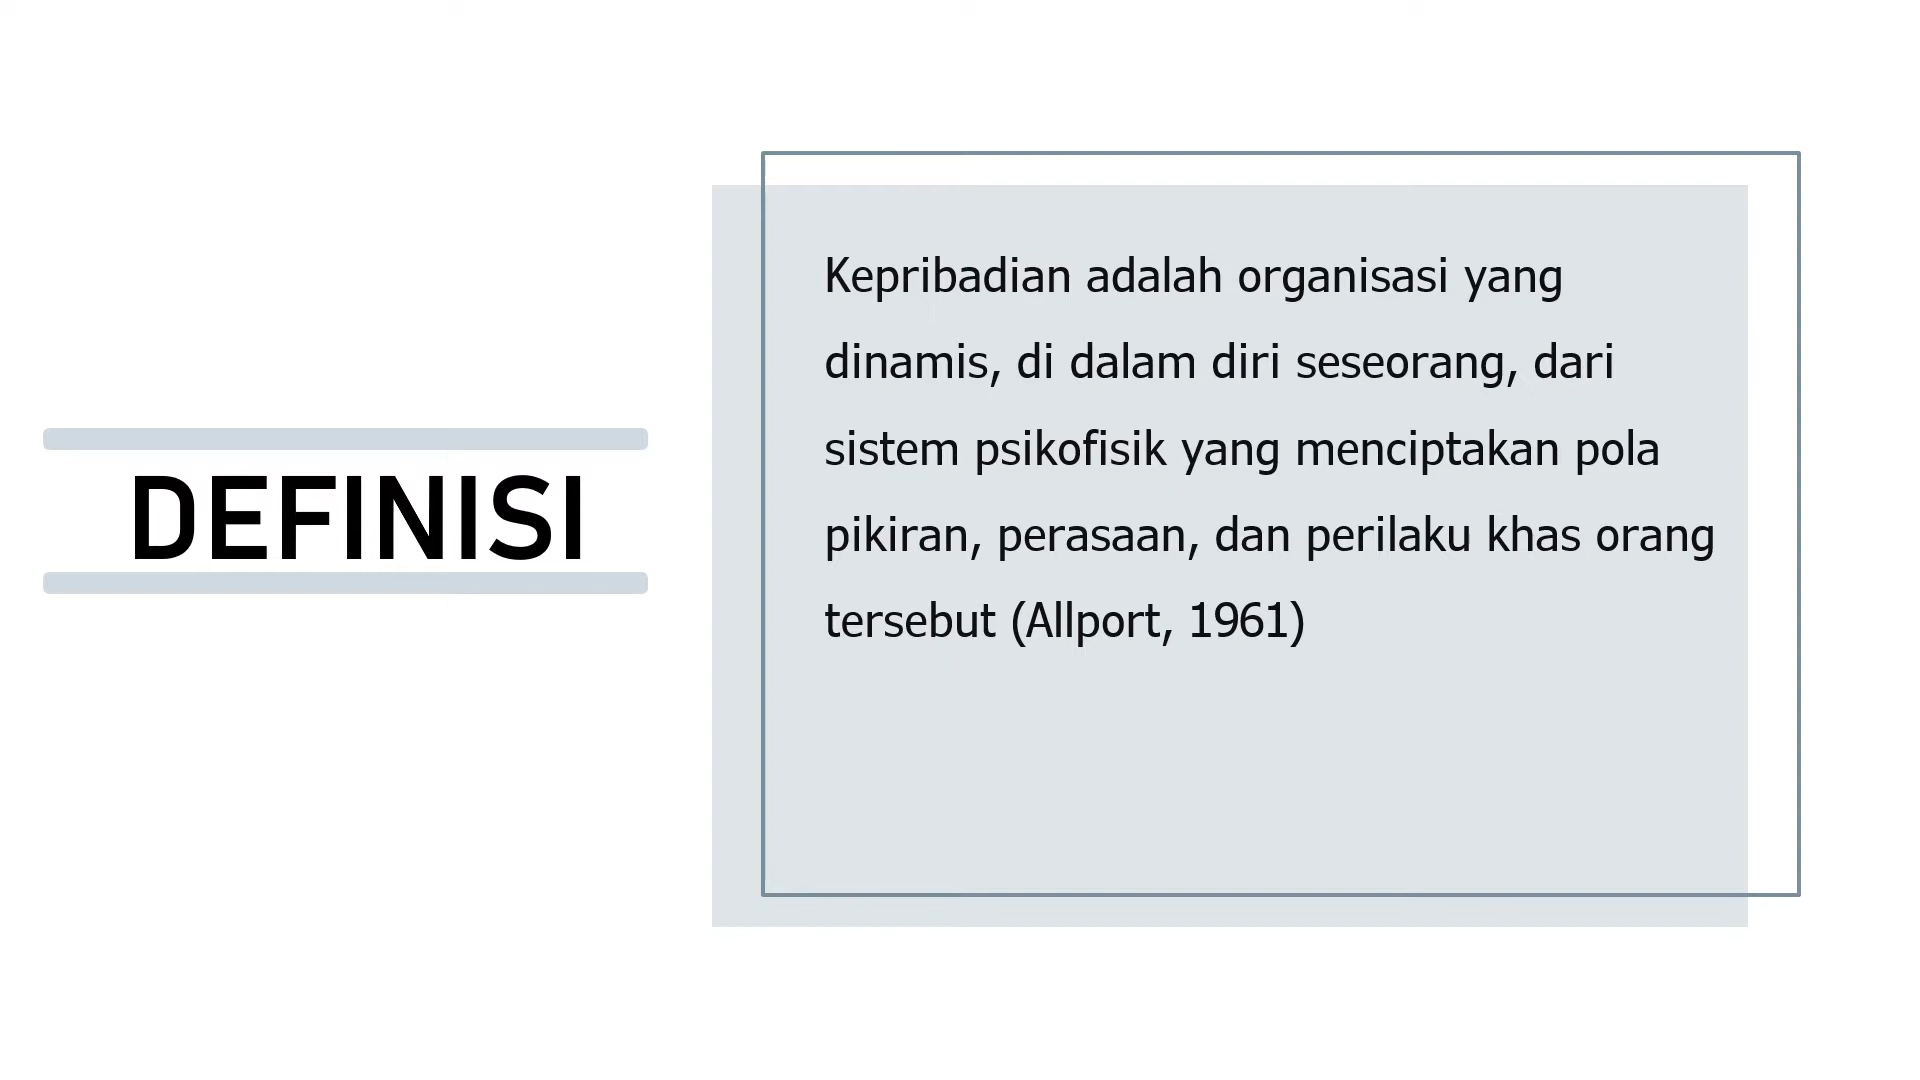 DEFINISI
Kepribadian adalah organisasi yang
dinamis, di dalam diri seseorang, dari
sistem psikofisik yang menciptakan pola
pikiran, perasaan, dan perilaku khas orang
tersebut (Allport, 1961)